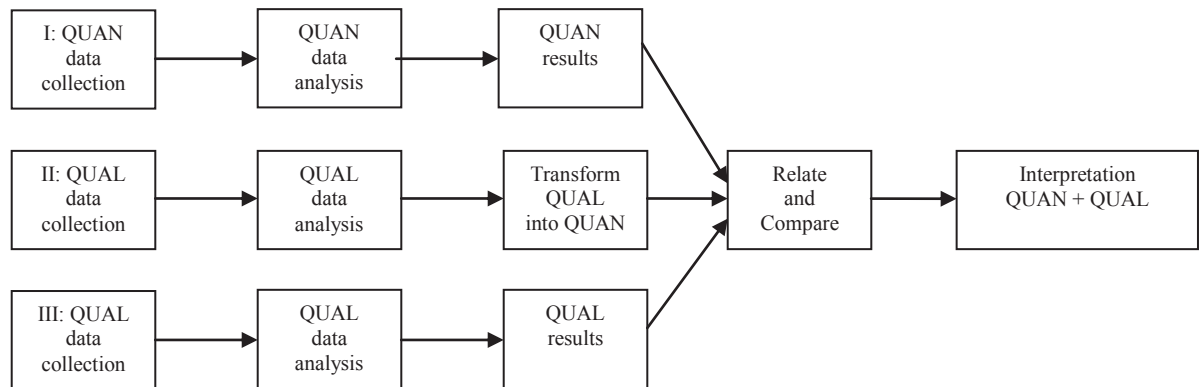 I: QUAN
data
collection
QUAN
data
analysis
QUAN
results
II: QUAL
data
collection
QUAL
data
analysis
Transform
QUAL
into QUAN
Relate
and
Compare
Interpretation
QUAN + QUAL
III: QUAL
data
collection
QUAL
data
analysis
QUAL
results